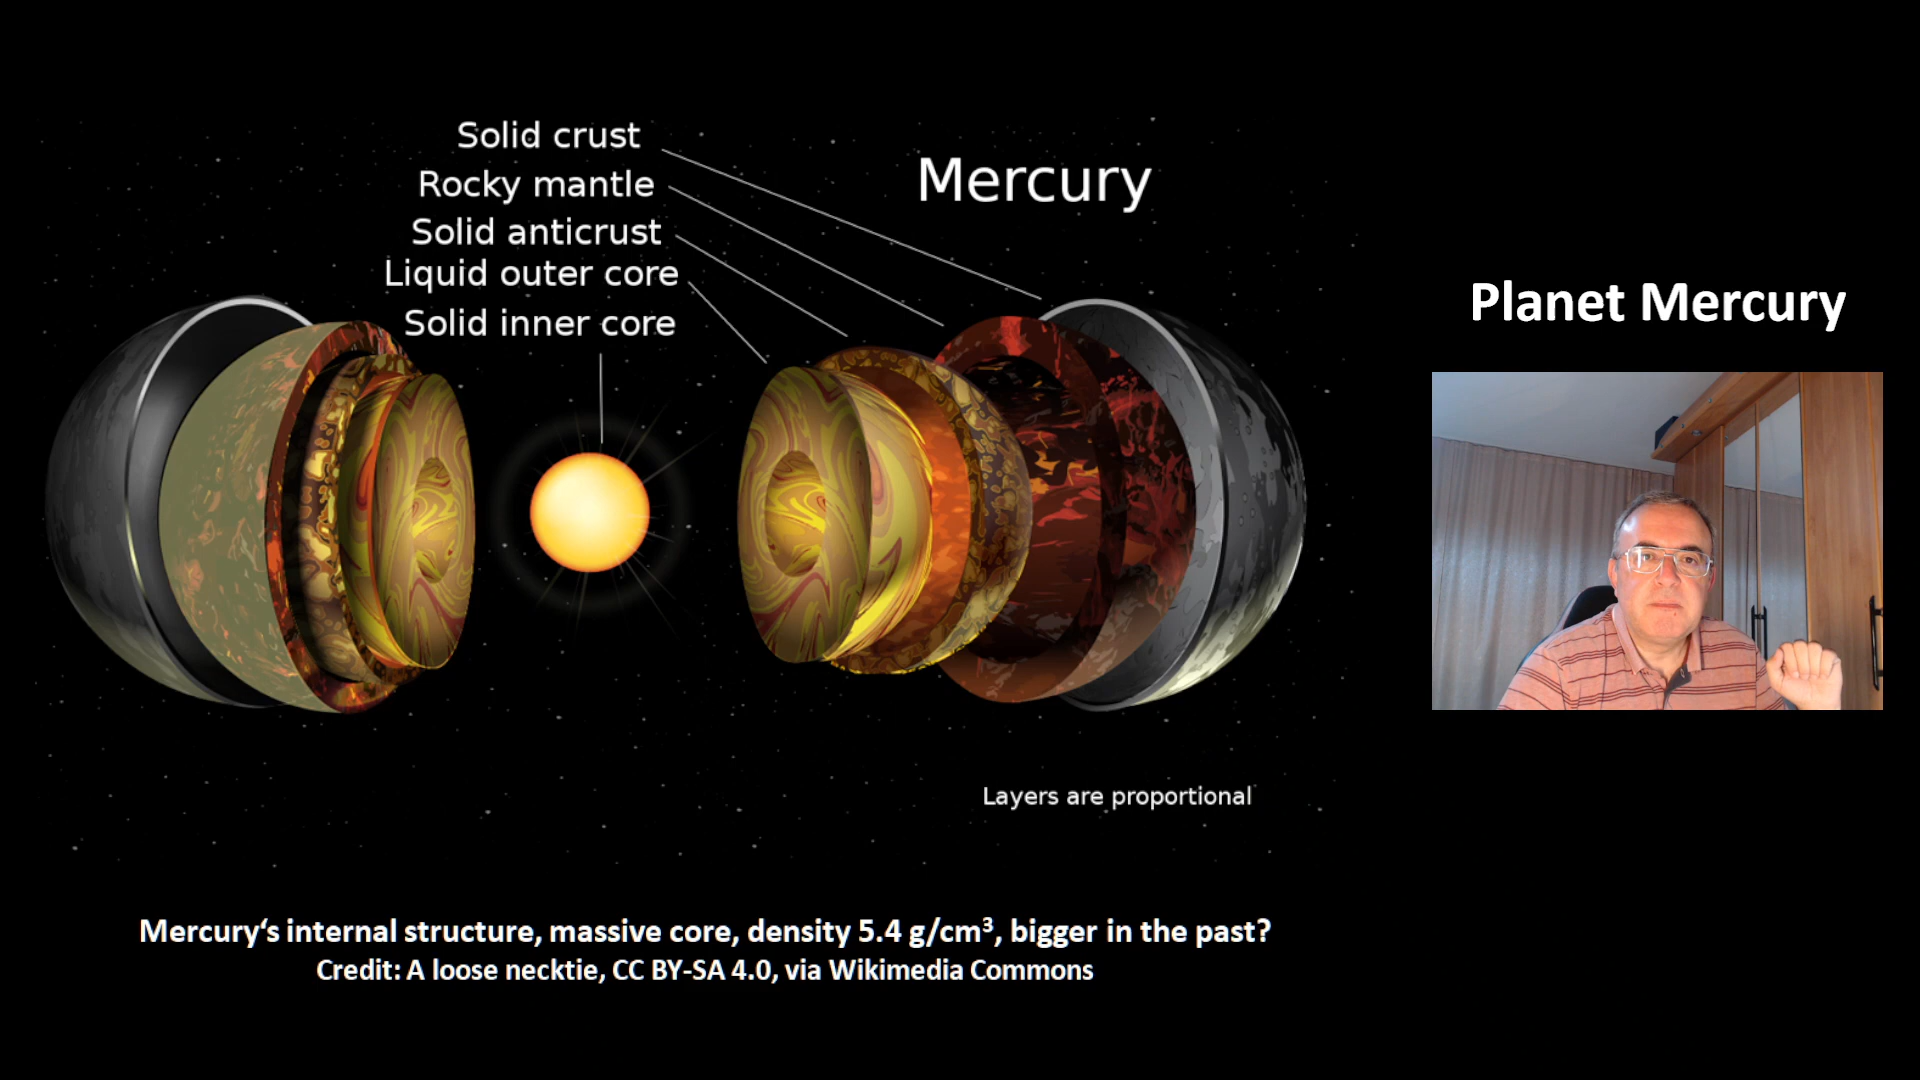 Solid crust
Rocky mantle
Solid anticrust
Liquid outer core
Solid inner core
Mercury
Planet Mercury
Layers are proportional
Mercury‘s internal structure, massive core, density 5.4 g/cm³, bigger in the past?
Credit: A loose necktie, CC BY-SA 4.0, via Wikimedia Commons